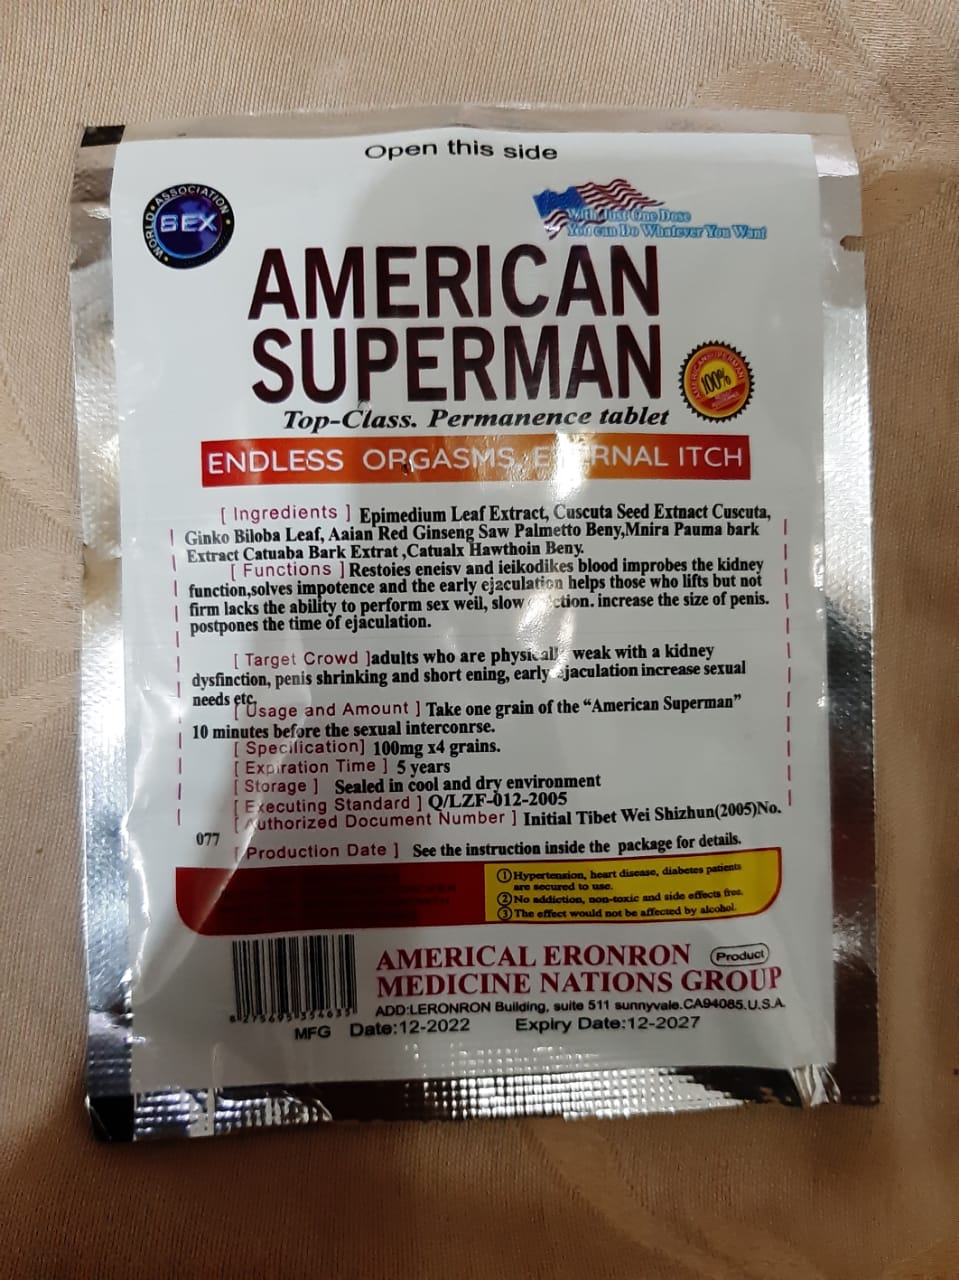 Open this side
WORLD ASSOCIATION
SEX
With Just One Dose
You can Do Whatever You Want
AMERICAN
SUPERMAN
100%
Top-Class. Permanence tablet
ENDLESS ORGASMS, ITCH
[ Ingredients ] Epimedium Leaf Extract, Cuscuta Seed Extnact Cuscuta,
Ginko Biloba Leaf, Aaian Red Ginseng Saw Palmetto Beny,Mnira Pauma bark
Extract Catuaba Bark Extrat ,Catualx Hawthoin Beny.
[ Functions ] Restoies eneisv and ieikodikes blood improbes the kidney
function,solves impotence and the early ejaculation helps those who lifts but not
firm lacks the ability to perform sex weil, slow increase the size of penis.
postpones the time of ejaculation.
[ Target Crowd ]adults who are physically weak with a kidney
dysfinction, penis shrinking and short ening, early ejaculation increase sexual
needs etc.
[ Usage and Amount ] Take one grain of the “American Superman”
10 minutes before the sexual interconrse.
[ Specilication] 100mg x4 grains.
[ Expiration Time ] 5 years
[ Storage ] Sealed in cool and dry environment
[ Executing Standard ] Q/LZF-012-2005
[ Authorized Document Number ] Initial Tibet Wei Shizhun(2005)No.
077
[ Production Date ] See the instruction inside the package for details.
① Hypertension, heart disease, diabetes patients
are secured to use.
② No addiction, non-toxic and side effects free.
③ The effect would not be affected by alcohol.
AMERICAL ERONRON Product
MEDICINE NATIONS GROUP
ADD:LERONRON Building, suite 511 sunnyvale.CA94085.U.S.A.
MFG Date:12-2022 Expiry Date:12-2027